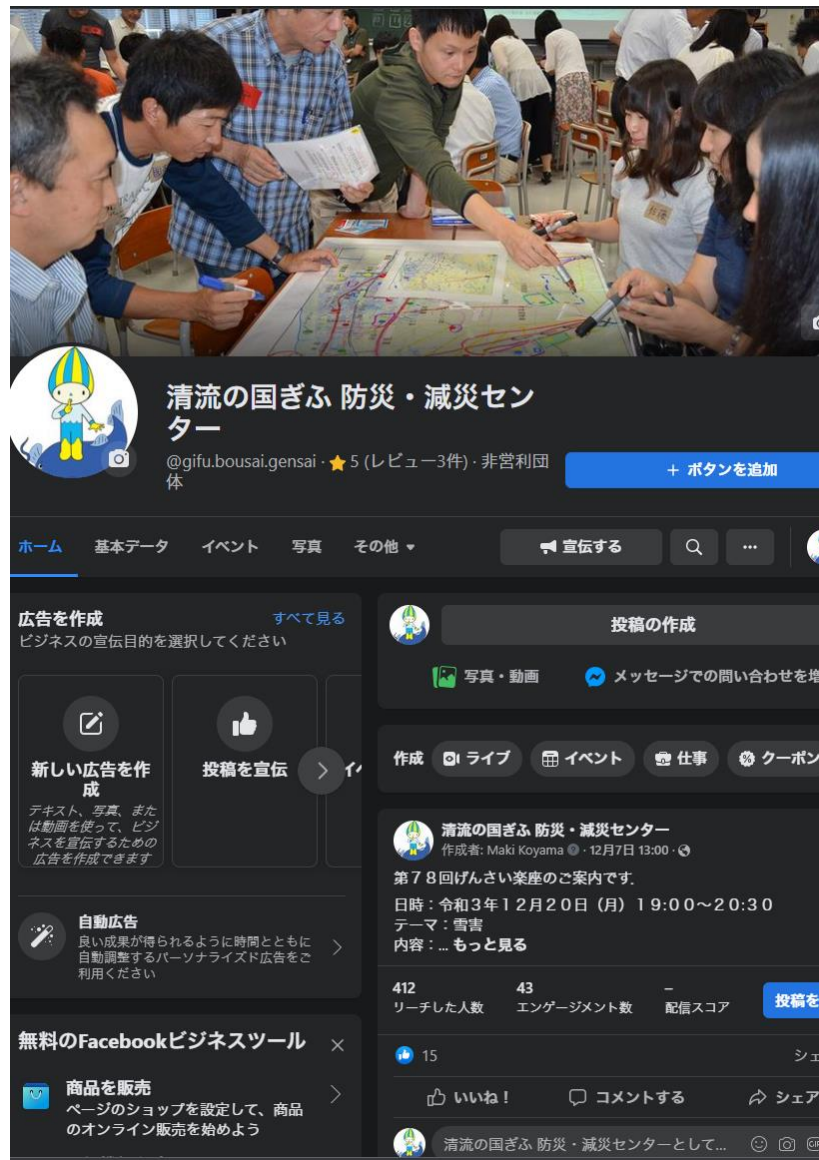 清流の国ぎふ 防災・減災セン
ター
@gifu.bousai.gensai · 5 (レビュー3件) · 非営利団
体
+ ボタンを追加
ホーム
基本データ
イベント
写真
その他
宣伝する
広告を作成
すべて見る
ビジネスの宣伝目的を選択してください
新しい広告を作
成
テキスト、写真、また
は動画を使って、ビジ
ネスを宣伝するための
広告を作成できます
投稿を宣伝
自動広告
良い成果が得られるように時間とともに
自動調整するパーソナライズド広告をご
利用ください
無料のFacebookビジネスツール
商品を販売
ページのショップを設定して、商品
のオンライン販売を始めよう
投稿の作成
写真・動画
メッセージでの問い合わせを増
作成
ライブ
イベント
仕事
クーポン
清流の国ぎふ 防災・減災センター
作成者: Maki Koyama · 12月7日 13:00 ·
第78回げんさい楽座のご案内です.
日時：令和3年12月20日（月）19:00〜20:30
テーマ：雪害
内容：... もっと見る
412
リーチした人数
43
エンゲージメント数
–
配信スコア
投稿を
15
シェ
いいね！
コメントする
シェア
清流の国ぎふ 防災・減災センターとして...